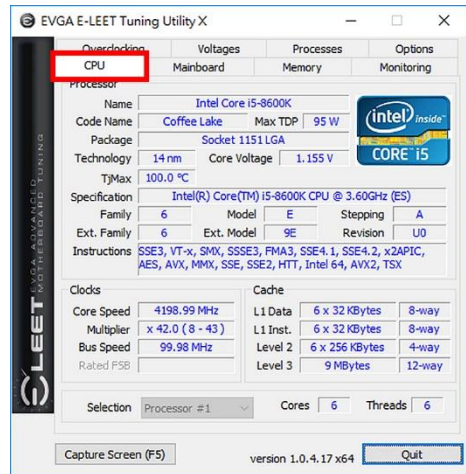 EVGA E-LEET Tuning Utility X
Overclocking Voltages Processes Options
CPU Mainboard Memory Monitoring
Processor
Name Intel Core i5-8600K
Code Name Coffee Lake Max TDP 95 W
Package Socket 1151 LGA
Technology 14 nm Core Voltage 1.155 V
TjMax 100.0 °C
intel inside™
CORE i5
Specification Intel(R) Core(TM) i5-8600K CPU @ 3.60GHz (ES)
Family 6 Model E Stepping A
Ext. Family 6 Ext. Model 9E Revision U0
Instructions SSE3, VT-x, SMX, SSSE3, FMA3, SSE4.1, SSE4.2, x2APIC,
AES, AVX, MMX, SSE, SSE2, HTT, Intel 64, AVX2, TSX
Clocks
Core Speed 4198.99 MHz
Multiplier x 42.0 ( 8 - 43 )
Bus Speed 99.98 MHz
Rated FSB
Cache
L1 Data 6 x 32 KBytes 8-way
L1 Inst. 6 x 32 KBytes 8-way
Level 2 6 x 256 KBytes 4-way
Level 3 9 MBytes 12-way
Selection Processor #1 Cores 6 Threads 6
Capture Screen (F5) version 1.0.4.17 x64 Quit
E-LEET
EVGA ADVANCED
MOTHERBOARD TUNING